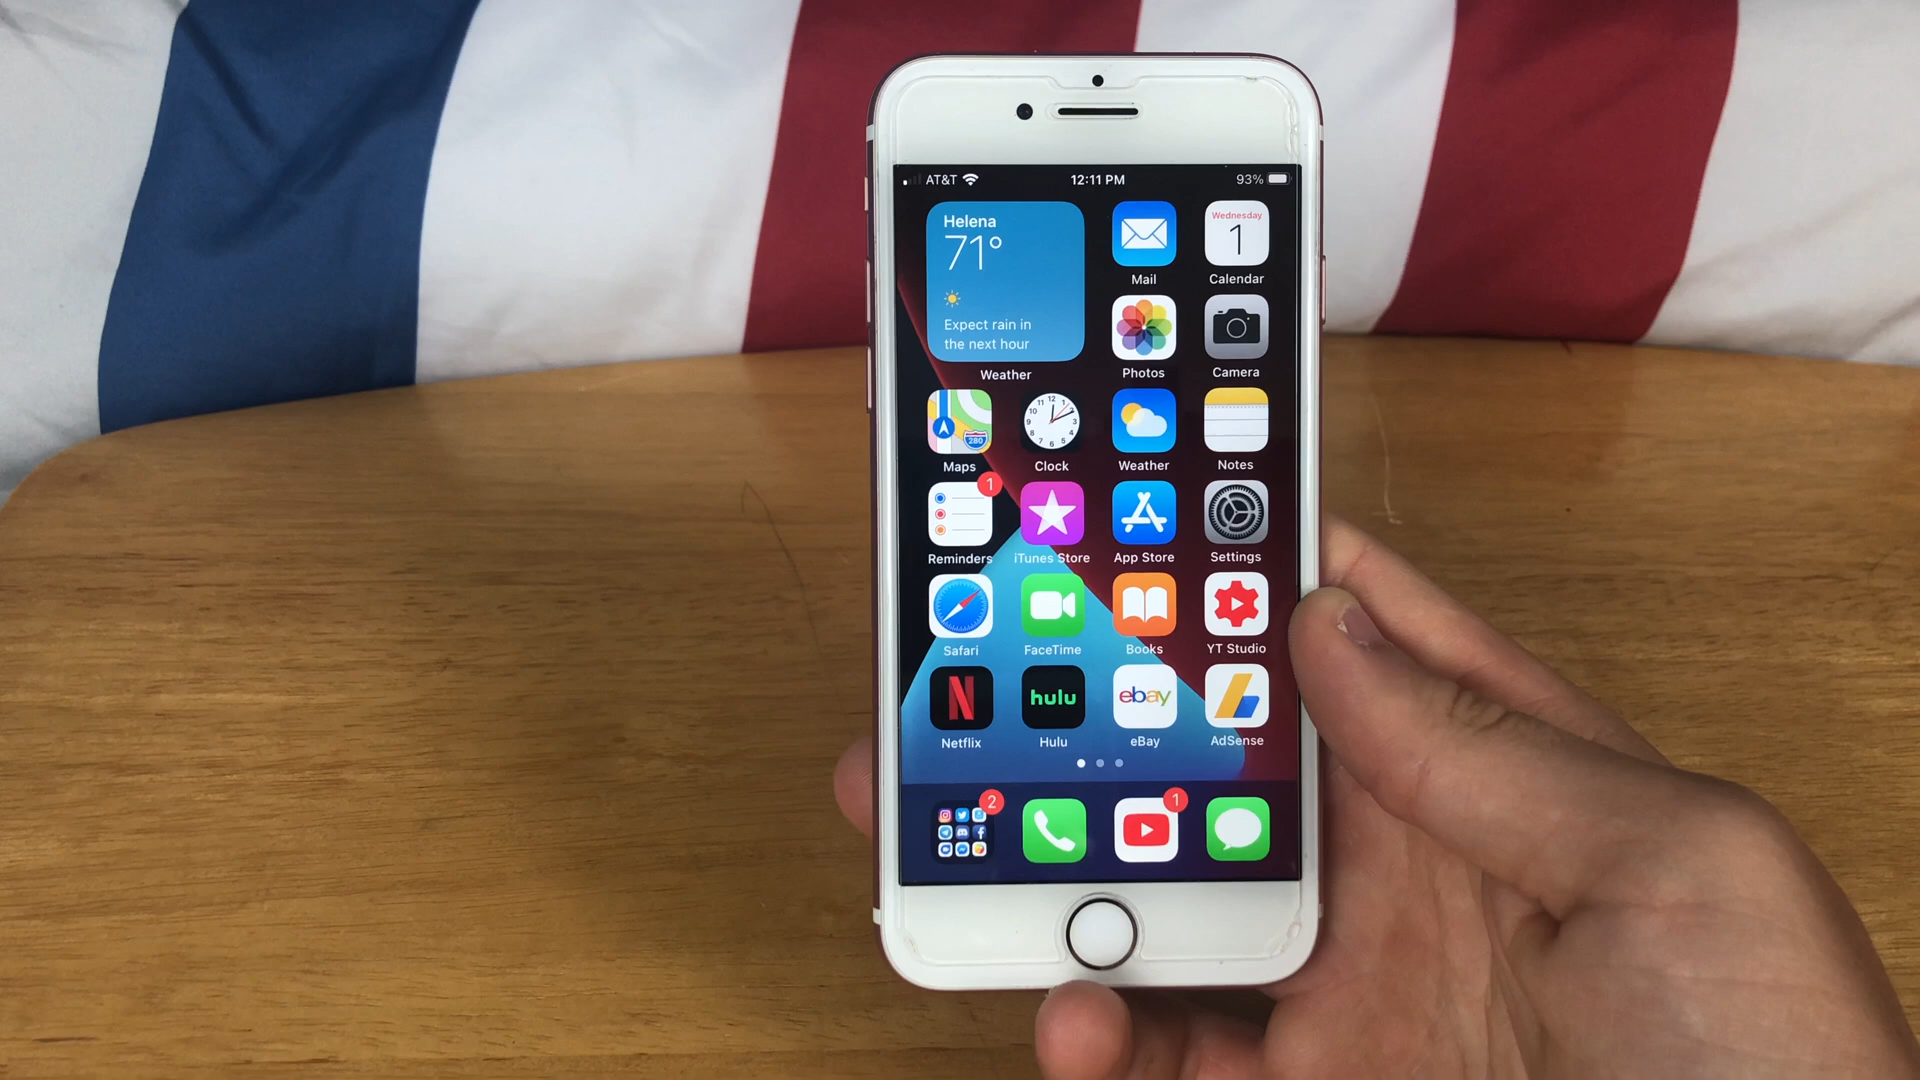 AT&T 12:11 PM 93%
Helena
71°
Expect rain in
the next hour
Weather
Mail
Wednesday
1
Calendar
Photos
Camera
280
Maps
Clock
Weather
Notes
1
Reminders
iTunes Store
App Store
Settings
Safari
FaceTime
Books
YT Studio
Netflix
hulu
Hulu
ebay
eBay
AdSense
2
1